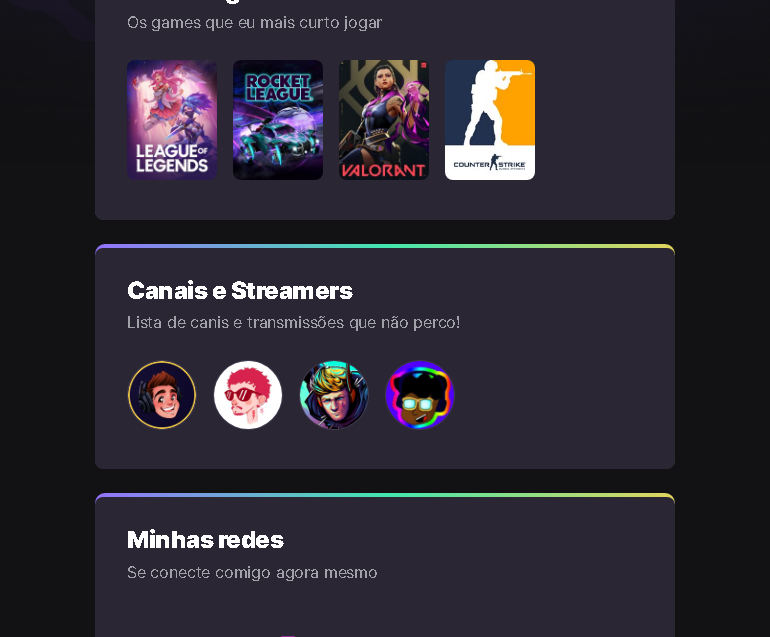 Os games que eu mais curto jogar
LEAGUE OF
LEGENDS
ROCKET
LEAGUE
VALORANT
COUNTER STRIKE
Canais e Streamers
Lista de canis e transmissões que não perco!
Minhas redes
Se conecte comigo agora mesmo